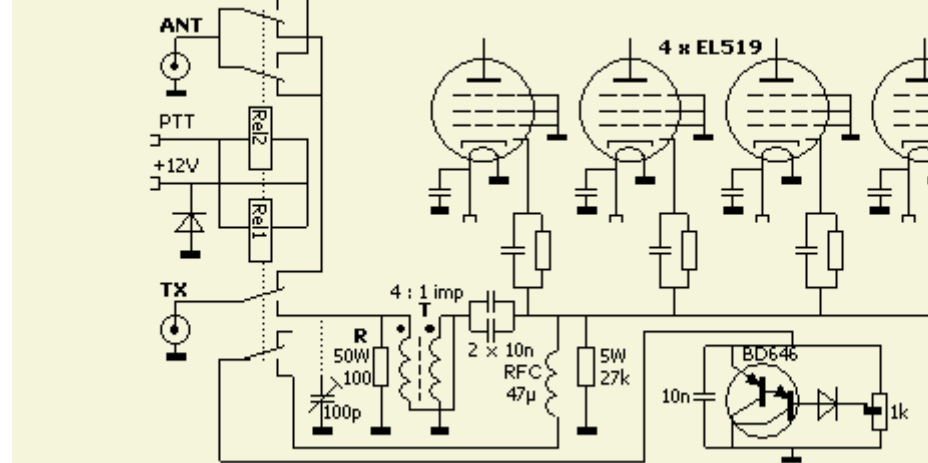 ANT
4 x EL519
PTT
Rel2
+12V
Rel1
TX
4 : 1 imp
T
R
50W
100
100p
2 x 10n
RFC
47µ
5W
27k
BD646
10n
1k